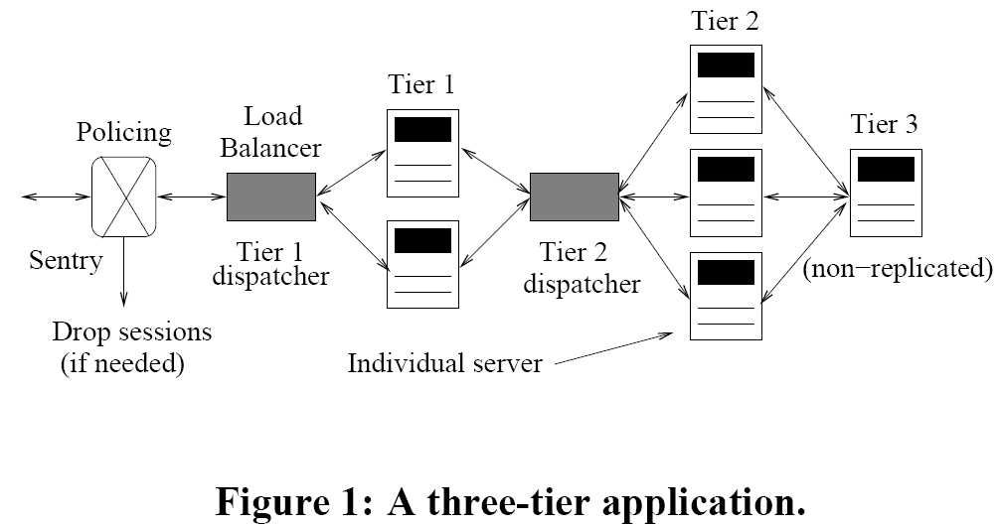 Tier 2
Tier 1
Tier 3
Load
Balancer
Policing
Sentry
Tier 1
dispatcher
Tier 2
dispatcher
(non−replicated)
Drop sessions
(if needed)
Individual server
Figure 1: A three-tier application.